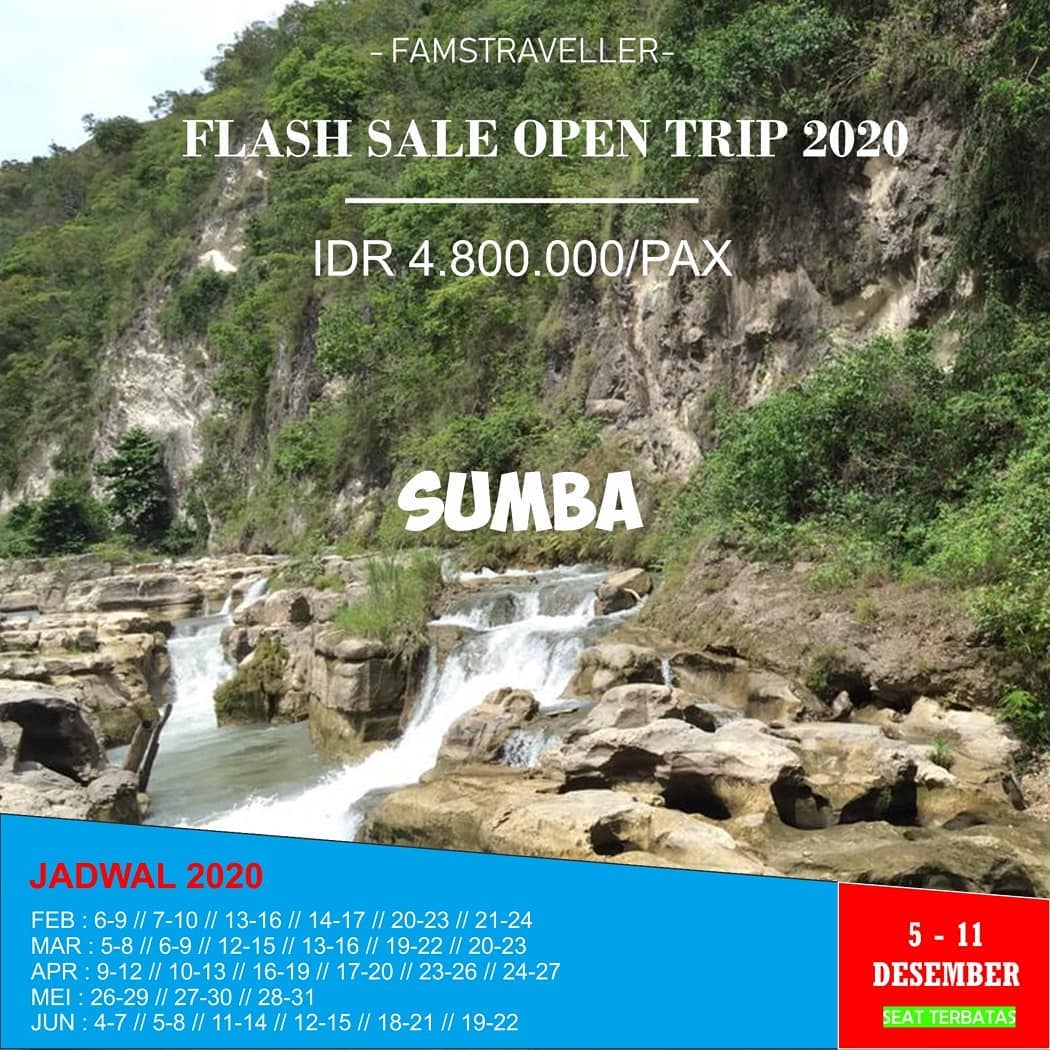 - FAMSTRAVELLER-
FLASH SALE OPEN TRIP 2020
IDR 4.800.000/PAX
SUMBA
JADWAL 2020
FEB : 6-9 // 7-10 // 13-16 // 14-17 // 20-23 // 21-24
MAR : 5-8 // 6-9 // 12-15 // 13-16 // 19-22 // 20-23
APR : 9-12 // 10-13 // 16-19 // 17-20 // 23-26 // 24-27
MEI : 26-29 // 27-30 // 28-31
JUN : 4-7 // 5-8 // 11-14 // 12-15 // 18-21 // 19-22
5 - 11
DESEMBER
SEAT TERBATAS